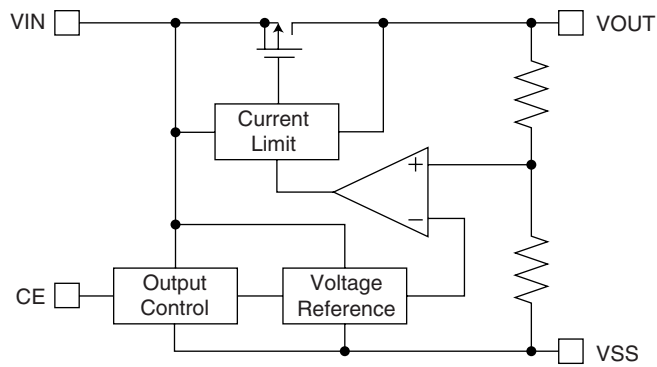 VIN
VOUT
Current
Limit
+
−
CE
Output
Control
Voltage
Reference
VSS